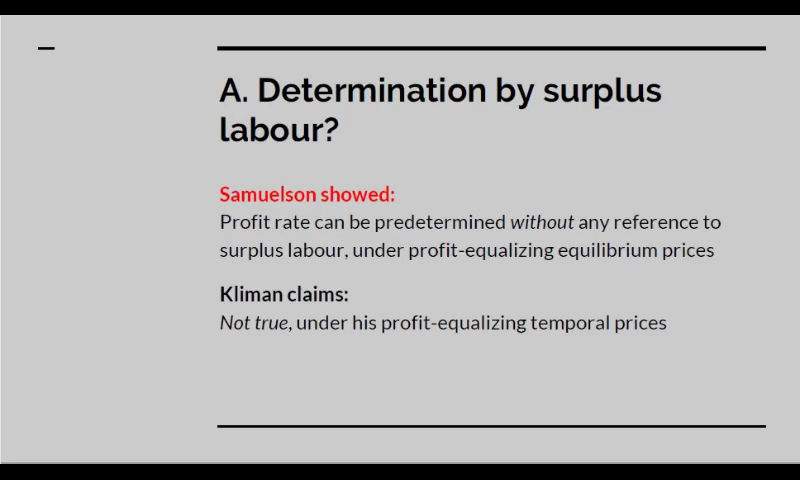 A. Determination by surplus
labour?
Samuelson showed:
Profit rate can be predetermined without any reference to
surplus labour, under profit-equalizing equilibrium prices
Kliman claims:
Not true, under his profit-equalizing temporal prices